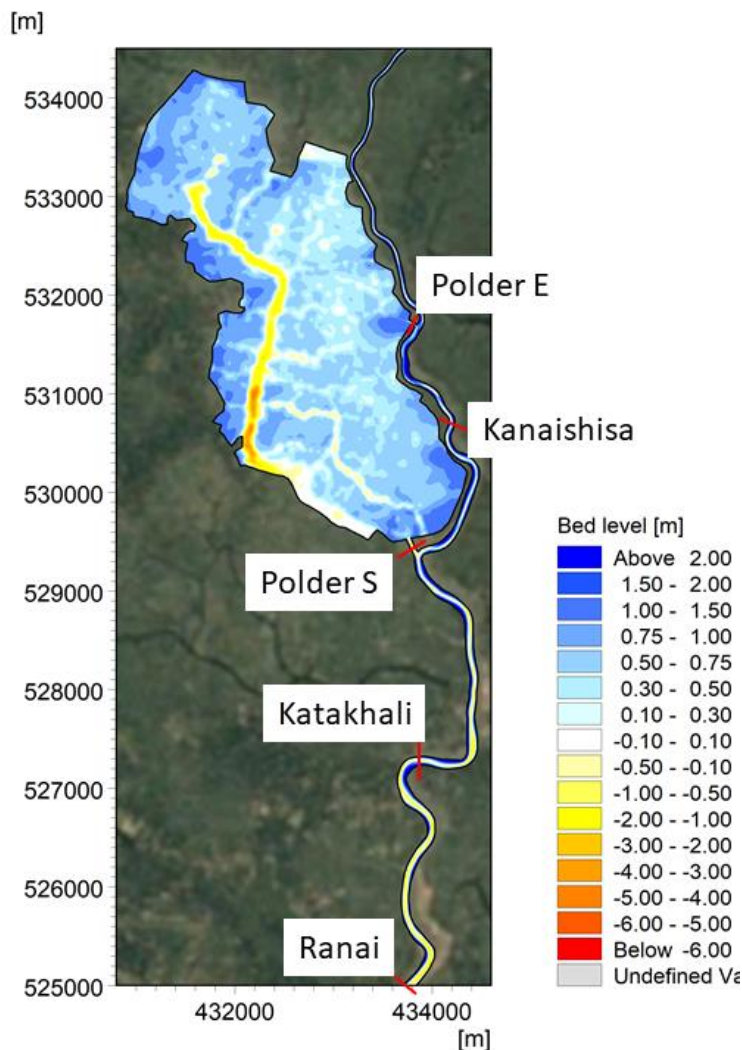 [m]
534000
533000
532000
531000
530000
529000
528000
527000
526000
525000
432000
434000
[m]
Polder E
Kanaishisa
Polder S
Katakhali
Ranai
Bed level [m]
Above 2.00
1.50 - 2.00
1.00 - 1.50
0.75 - 1.00
0.50 - 0.75
0.30 - 0.50
0.10 - 0.30
-0.10 - 0.10
-0.50 - -0.10
-1.00 - -0.50
-2.00 - -1.00
-3.00 - -2.00
-4.00 - -3.00
-5.00 - -4.00
-6.00 - -5.00
Below -6.00
Undefined Va